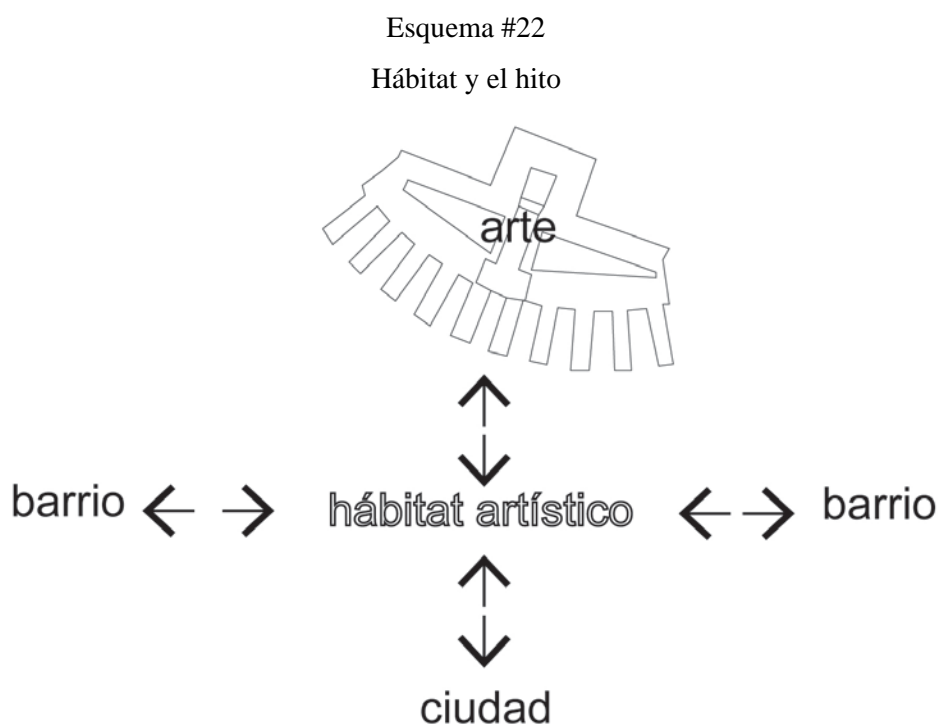 Esquema #22
Hábitat y el hito
arte
barrio
hábitat artístico
barrio
ciudad